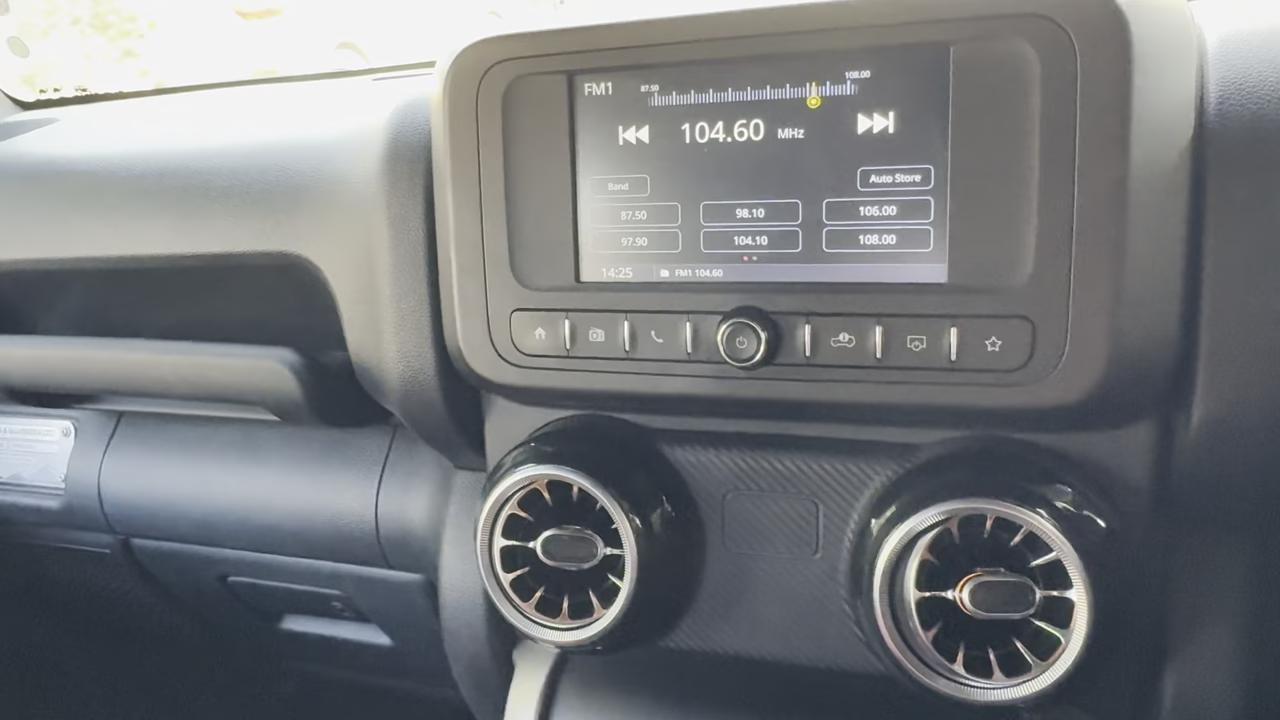 FM1
87.50
108.00
104.60 MHz
Band
Auto Store
87.50
98.10
106.00
97.90
104.10
108.00
14:25
FM1 104.60